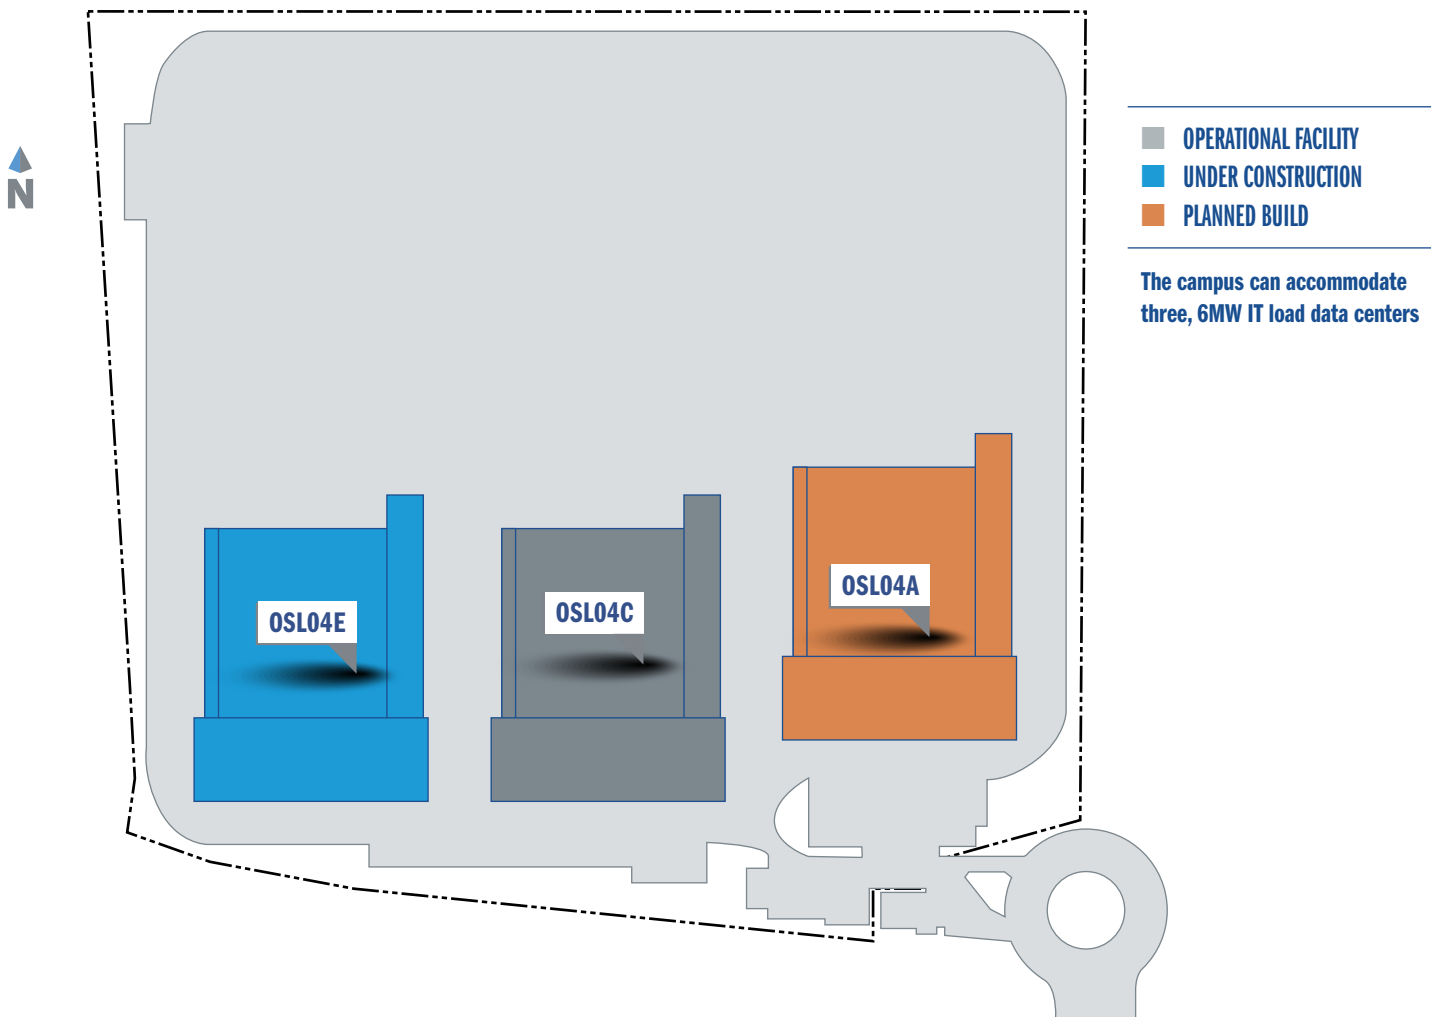 N
OPERATIONAL FACILITY
UNDER CONSTRUCTION
PLANNED BUILD
The campus can accommodate
three, 6MW IT load data centers
OSL04E
OSL04C
OSL04A